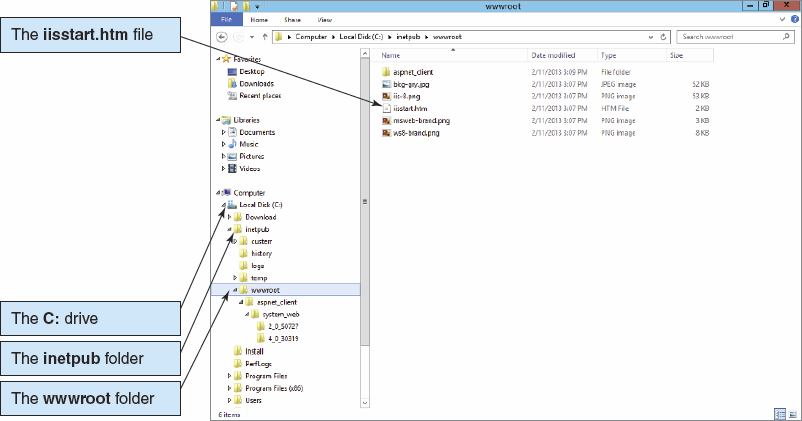 wwwroot
File Home Share View
Computer Local Disk (C:) inetpub wwwroot
Search wwwroot
The iisstart.htm file
The C: drive
The inetpub folder
The wwwroot folder
Favorites
Desktop
Downloads
Recent places
Libraries
Documents
Music
Pictures
Videos
Computer
Local Disk (C:)
Download
inetpub
custerr
history
logs
temp
wwwroot
aspnet_client
system_web
2_0_50727
4_0_30319
Install
PerfLogs
Program Files
Program Files (x86)
Users
Name Date modified Type Size
aspnet_client 2/11/2013 3:09 PM File folder
bkg-gry.jpg 2/11/2013 3:07 PM JPEG image 52 KB
iis-8.png 2/11/2013 3:07 PM PNG image 53 KB
iisstart.htm 2/11/2013 3:07 PM HTM File 2 KB
msweb-brand.png 2/11/2013 3:07 PM PNG image 3 KB
ws8-brand.png 2/11/2013 3:07 PM PNG image 8 KB
6 items